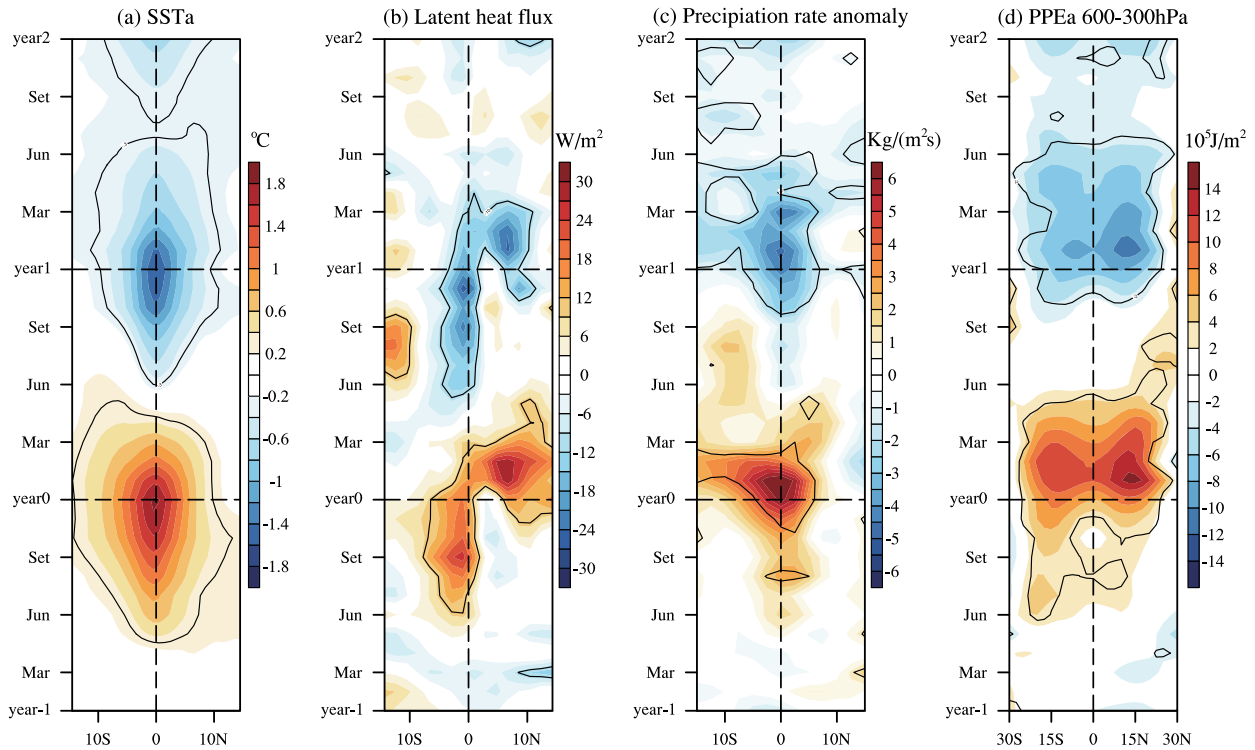 (a) SSTa
(b) Latent heat flux
(c) Precipiation rate anomaly
(d) PPEa 600-300hPa
year2
Set
Jun
Mar
year1
Set
Jun
Mar
year0
Set
Jun
Mar
year-1
10S 0 10N
°C
1.8
1.4
1
0.6
0.2
-0.2
-0.6
-1
-1.4
-1.8
year2
Set
Jun
Mar
year1
Set
Jun
Mar
year0
Set
Jun
Mar
year-1
10S 0 10N
W/m²
30
24
18
12
6
0
-6
-12
-18
-24
-30
year2
Set
Jun
Mar
year1
Set
Jun
Mar
year0
Set
Jun
Mar
year-1
10S 0 10N
Kg/(m²s)
6
5
4
3
2
1
0
-1
-2
-3
-4
-5
-6
year2
Set
Jun
Mar
year1
Set
Jun
Mar
year0
Set
Jun
Mar
year-1
30S 15S 0 15N 30N
10⁵J/m²
14
12
10
8
6
4
2
0
-2
-4
-6
-8
-10
-12
-14